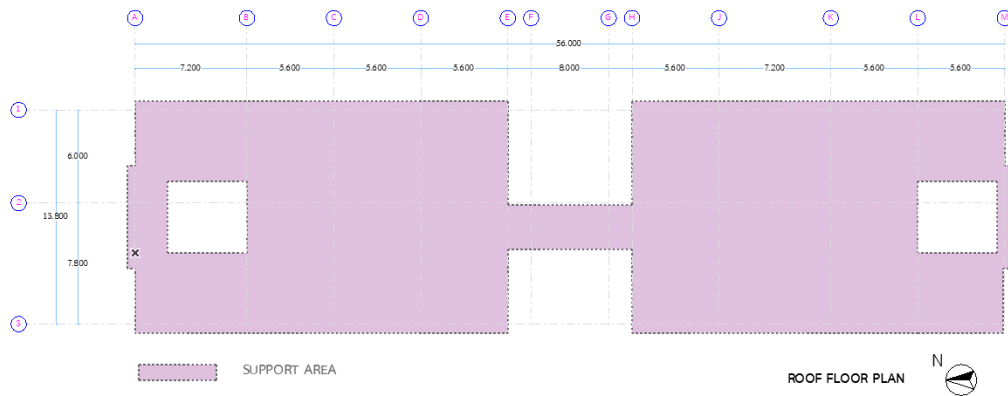 A B C D E F G H J K L M
56.000
7.200 5.600 5.600 5.600 8.000 5.600 7.200 5.600 5.600
1
6.000
2
13.800
7.800
3
SUPPORT AREA
N
ROOF FLOOR PLAN